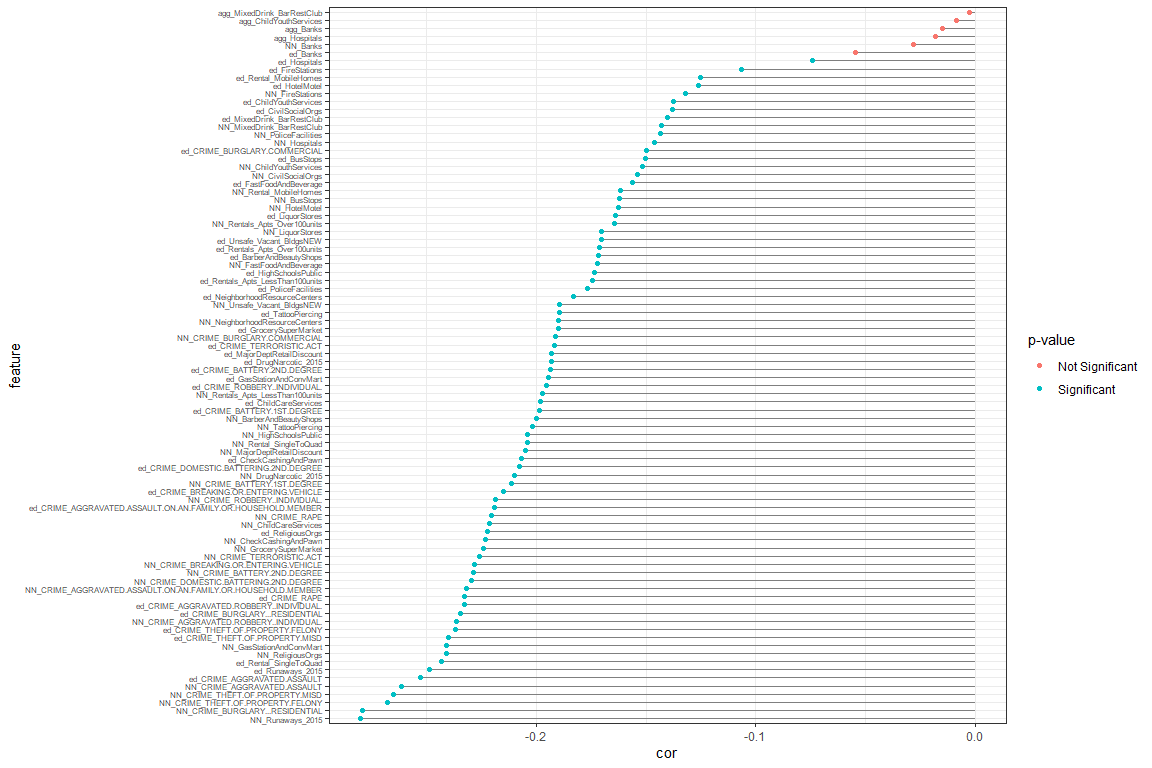 agg_MixedDrink_BarRestClub
agg_ChildYouthServices
agg_Banks
agg_Hospitals
NN_Banks
ed_Banks
ed_Hospitals
ed_FireStations
ed_Rental_MobileHomes
ed_HotelMotel
NN_FireStations
ed_ChildYouthServices
ed_CivilSocialOrgs
ed_MixedDrink_BarRestClub
NN_MixedDrink_BarRestClub
NN_PoliceFacilities
NN_Hospitals
ed_CRIME_BURGLARY.COMMERCIAL
ed_BusStops
NN_ChildYouthServices
NN_CivilSocialOrgs
ed_FastFoodAndBeverage
NN_Rental_MobileHomes
NN_BusStops
NN_HotelMotel
ed_LiquorStores
NN_Rentals_Apts_Over100units
NN_LiquorStores
ed_Unsafe_Vacant_BldgsNEW
ed_Rentals_Apts_Over100units
ed_BarberAndBeautyShops
NN_FastFoodAndBeverage
ed_HighSchoolsPublic
ed_Rentals_Apts_LessThan100units
ed_PoliceFacilities
ed_NeighborhoodResourceCenters
NN_Unsafe_Vacant_BldgsNEW
ed_TattooPiercing
NN_NeighborhoodResourceCenters
ed_GrocerySuperMarket
NN_CRIME_BURGLARY.COMMERCIAL
ed_CRIME_TERRORISTIC.ACT
ed_MajorDeptRetailDiscount
ed_DrugNarcotic_2015
ed_CRIME_BATTERY.2ND.DEGREE
ed_GasStationAndConvMart
ed_CRIME_ROBBERY..INDIVIDUAL.
NN_Rentals_Apts_LessThan100units
ed_ChildCareServices
ed_CRIME_BATTERY.1ST.DEGREE
NN_BarberAndBeautyShops
NN_TattooPiercing
NN_HighSchoolsPublic
NN_Rental_SingleToQuad
NN_MajorDeptRetailDiscount
ed_CheckCashingAndPawn
ed_CRIME_DOMESTIC.BATTERING.2ND.DEGREE
NN_DrugNarcotic_2015
NN_CRIME_BATTERY.1ST.DEGREE
ed_CRIME_BREAKING.OR.ENTERING.VEHICLE
NN_CRIME_ROBBERY..INDIVIDUAL.
ed_CRIME_AGGRAVATED.ASSAULT.ON.AN.FAMILY.OR.HOUSEHOLD.MEMBER
NN_CRIME_RAPE
NN_ChildCareServices
ed_ReligiousOrgs
NN_CheckCashingAndPawn
NN_GrocerySuperMarket
NN_CRIME_TERRORISTIC.ACT
NN_CRIME_BREAKING.OR.ENTERING.VEHICLE
NN_CRIME_BATTERY.2ND.DEGREE
NN_CRIME_DOMESTIC.BATTERING.2ND.DEGREE
NN_CRIME_AGGRAVATED.ASSAULT.ON.AN.FAMILY.OR.HOUSEHOLD.MEMBER
ed_CRIME_RAPE
ed_CRIME_AGGRAVATED.ROBBERY..INDIVIDUAL.
ed_CRIME_BURGLARY...RESIDENTIAL
NN_CRIME_AGGRAVATED.ROBBERY..INDIVIDUAL.
ed_CRIME_THEFT.OF.PROPERTY.FELONY
ed_CRIME_THEFT.OF.PROPERTY.MISD
NN_GasStationAndConvMart
NN_ReligiousOrgs
ed_Rental_SingleToQuad
ed_Runaways_2015
ed_CRIME_AGGRAVATED.ASSAULT
NN_CRIME_AGGRAVATED.ASSAULT
NN_CRIME_THEFT.OF.PROPERTY.MISD
NN_CRIME_THEFT.OF.PROPERTY.FELONY
NN_CRIME_BURGLARY...RESIDENTIAL
NN_Runaways_2015
feature
-0.2 -0.1 0.0
cor
p-value
Not Significant
Significant